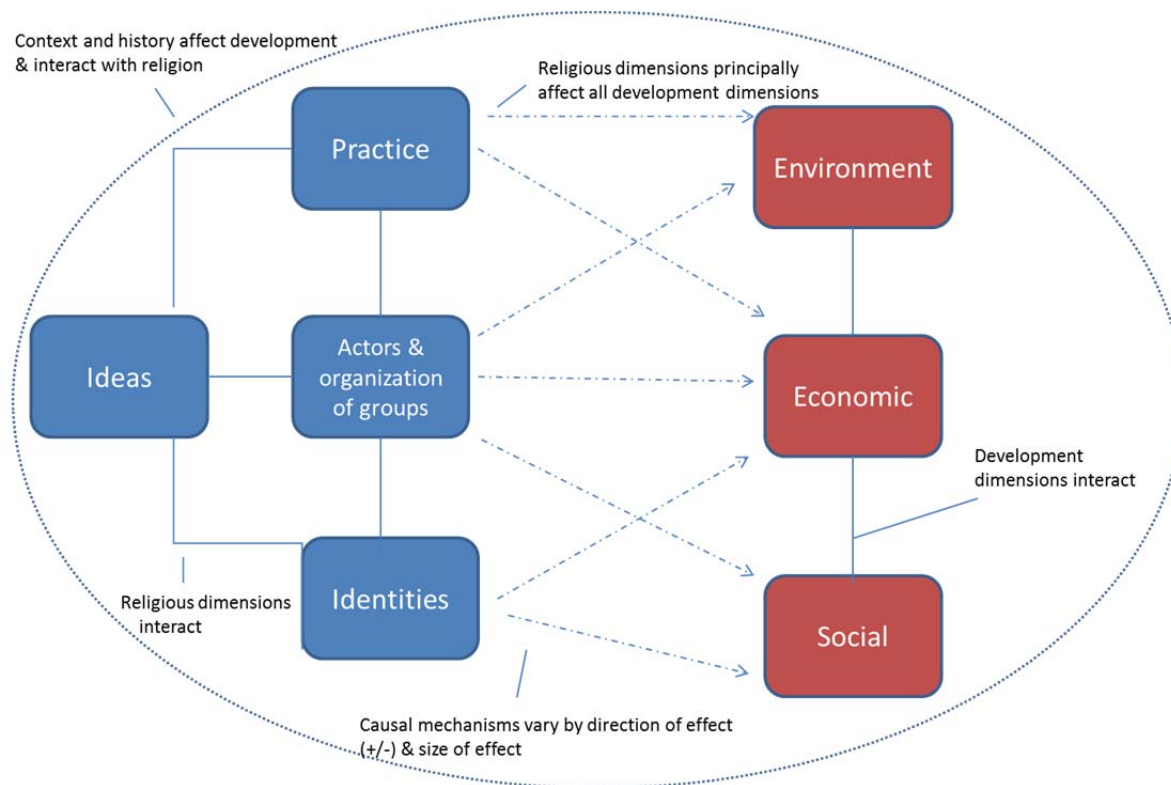 Context and history affect development
& interact with religion
Religious dimensions principally
affect all development dimensions
Practice
Environment
Ideas
Actors &
organization
of groups
Economic
Development
dimensions interact
Religious dimensions
interact
Identities
Social
Causal mechanisms vary by direction of effect
(+/-) & size of effect